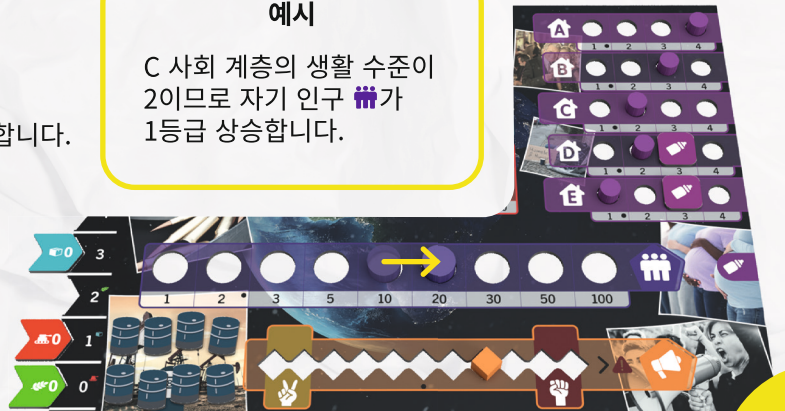 예시
C 사회 계층의 생활 수준이
2이므로 자기 인구 가
1등급 상승합니다.
합니다.
A
1 2 3 4
B
1 2 3 4
C
1 2 3 4
D
1 2 3 4
E
1 2 3 4
0 3
2
0 1
0 0
1 2 3 5 10 20 30 50 100